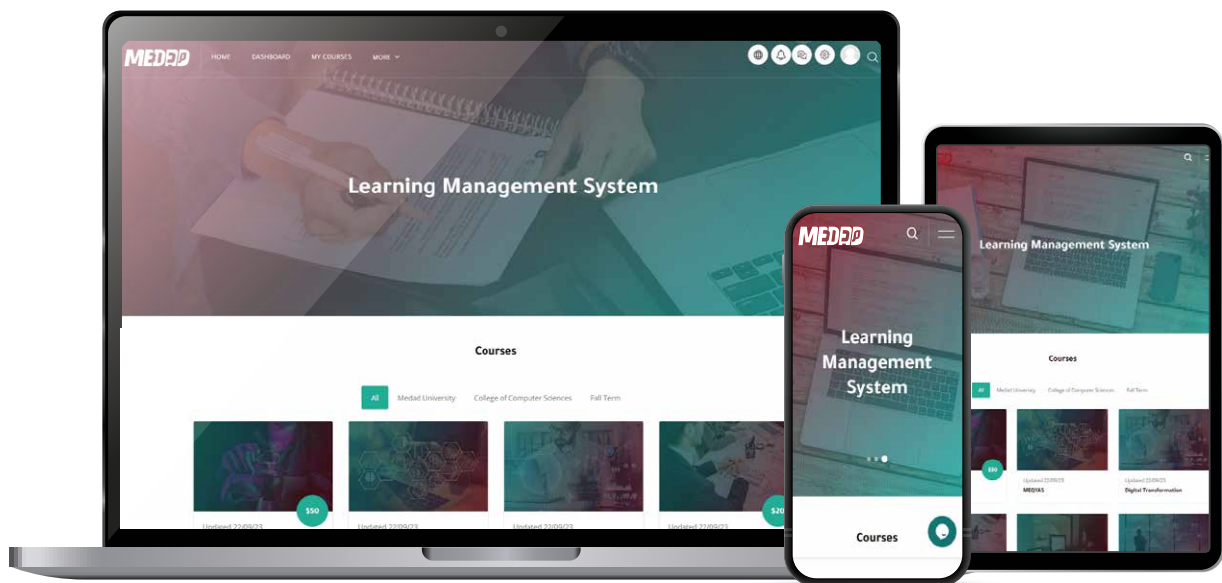 MEDAD
HOME DASHBOARD MY COURSES MORE
Learning Management System
Courses
All Medad University College of Computer Sciences Fall Term
$50
$20
Updated 22/09/23 Updated 22/09/23 Updated 22/09/23 Updated 22/09/23
MEDAD
Learning
Management
System
Courses
Learning Management System
Courses
All Medad University College of Computer Sciences Fall Term
$50
Updated 22/09/23 Updated 22/09/23
MEDYAS Digital Transformation